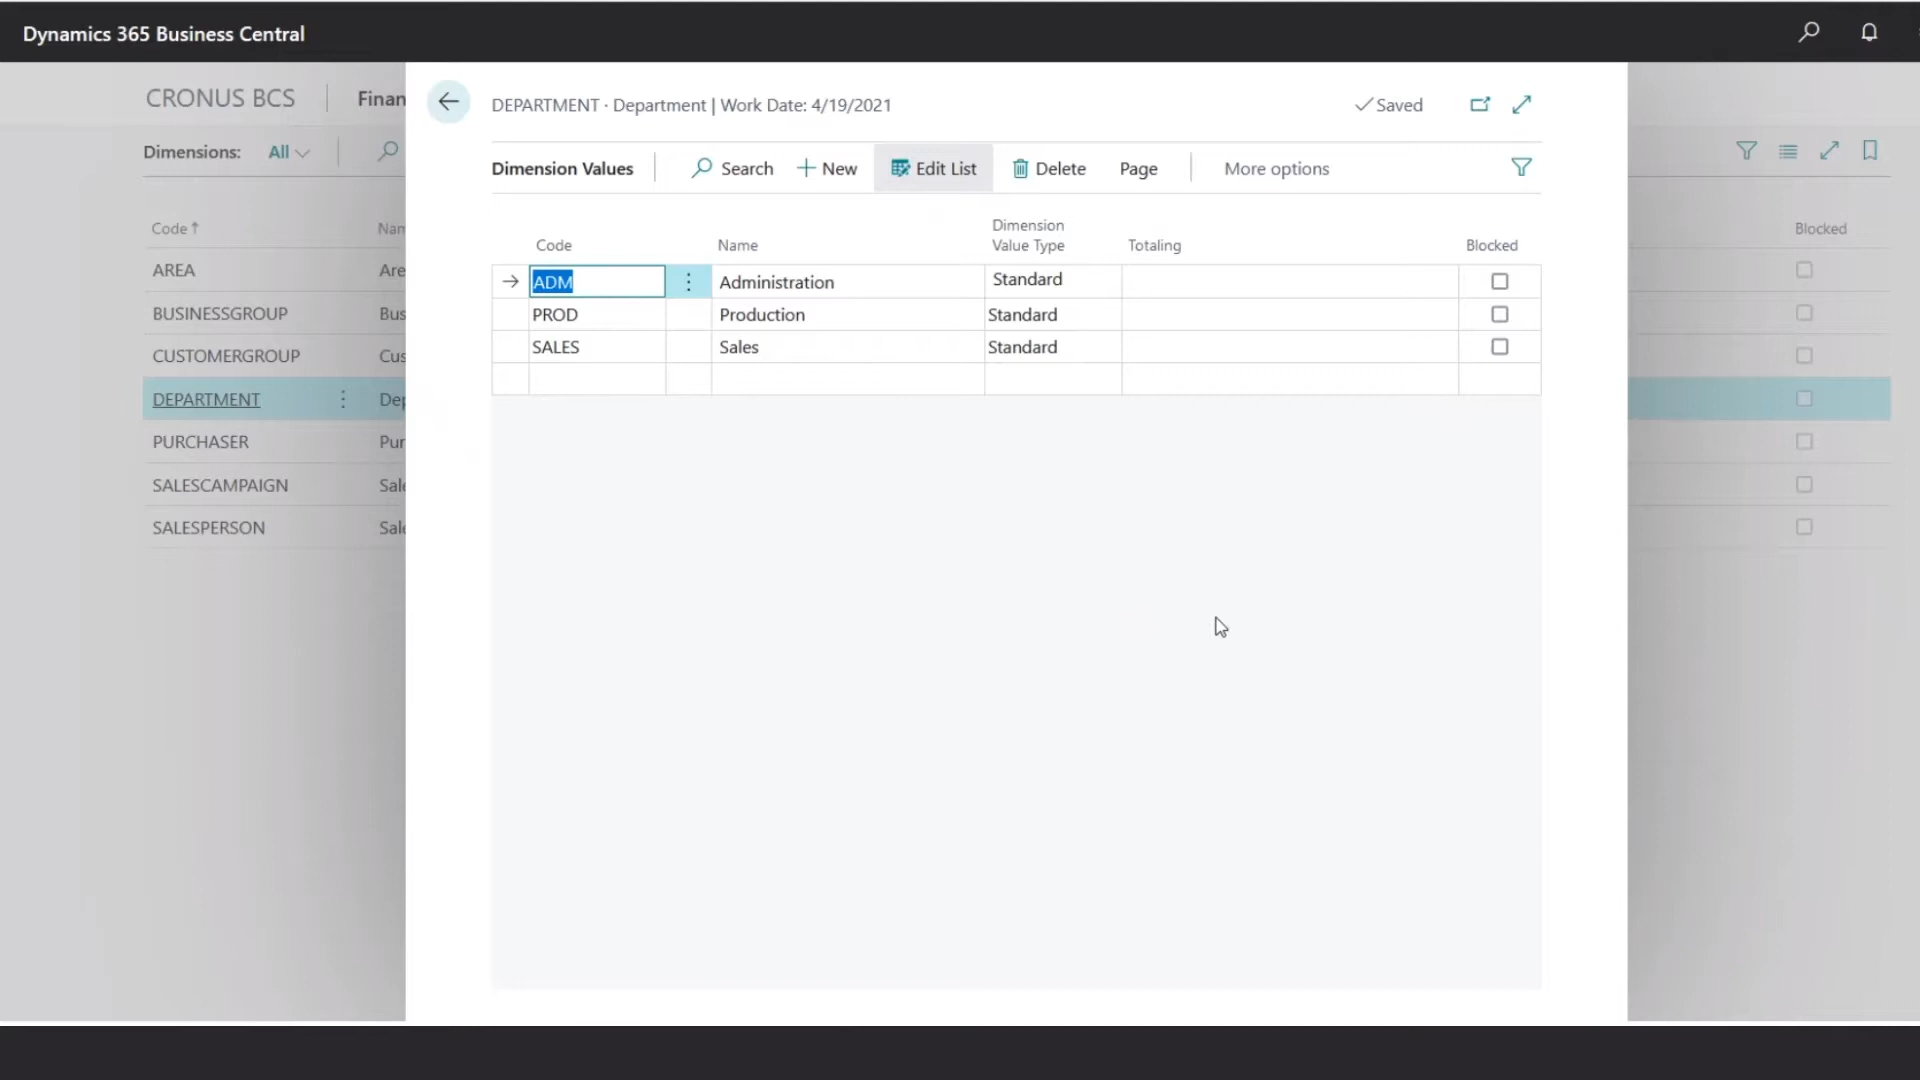 Dynamics 365 Business Central
CRONUS BCS Finan
DEPARTMENT · Department | Work Date: 4/19/2021
Saved
Dimensions: All
Dimension Values Search New Edit List Delete Page More options
Code Name Dimension Value Type Totaling Blocked
ADM Administration Standard
PROD Production Standard
SALES Sales Standard
Code Nam Blocked
AREA Are
BUSINESSGROUP Bus
CUSTOMERGROUP Cus
DEPARTMENT Dep
PURCHASER Pur
SALESCAMPAIGN Sale
SALESPERSON Sale